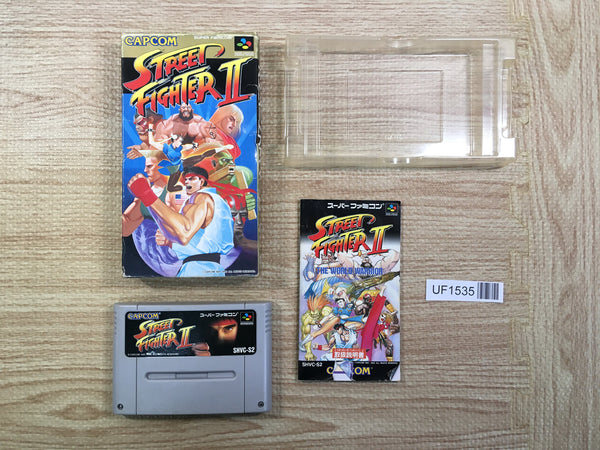 CAPCOM
SUPER FAMICOM
STREET
FIGHTER II
スーパーファミコン
STREET
FIGHTER II
THE WORLD WARRIOR
取扱説明書
SHVC-S2
CAPCOM
UF1535
CAPCOM
スーパーファミコン
STREET
FIGHTER II
SHVC-S2